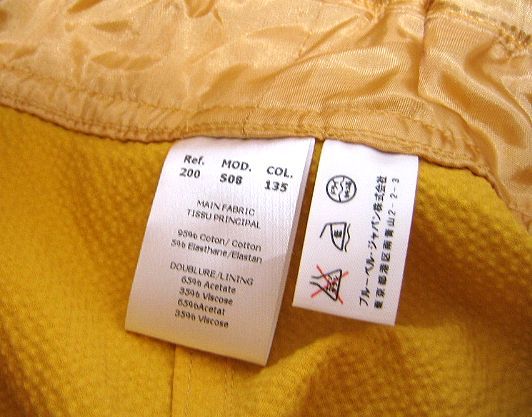 Ref. MOD. COL.
200 S08 135
MAIN FABRIC
TISSU PRINCIPAL
95% Coton/ Cotton
5% Elasthane/Elastan
DOUBLURE/LINING
65% Acetate
35% Viscose
65%Acetat
35% Viscose
ブルーベル・ジャパン株式会社
東京都港区南青山2-2-3